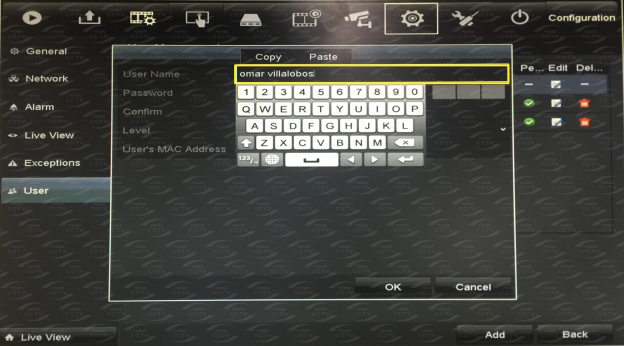 Configuration
General
Network
Alarm
Live View
Exceptions
User
Copy Paste
User Name omar villalobos
Password
Confirm
Level
User's MAC Address
1 2 3 4 5 6 7 8 9 0
Q W E R T Y U I O P
A S D F G H J K L
Z X C V B N M
123/,.
Pe... Edit Del...
OK Cancel
Add Back
Live View